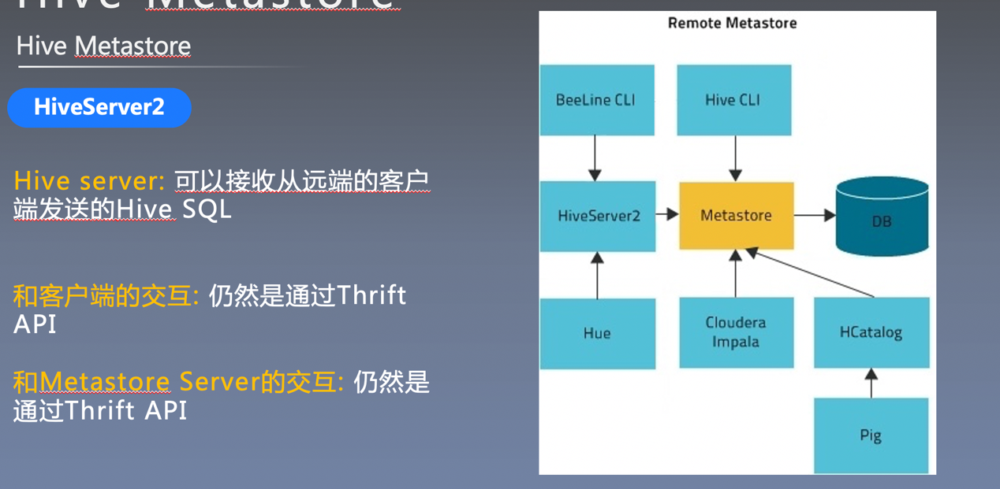 Hive Metastore
Hive Metastore
HiveServer2
Hive server: 可以接收从远端的客户
端发送的Hive SQL
和客户端的交互: 仍然是通过Thrift
API
和Metastore Server的交互: 仍然是
通过Thrift API
Remote Metastore
BeeLine CLI
Hive CLI
HiveServer2
Metastore
DB
Hue
Cloudera
Impala
HCatalog
Pig